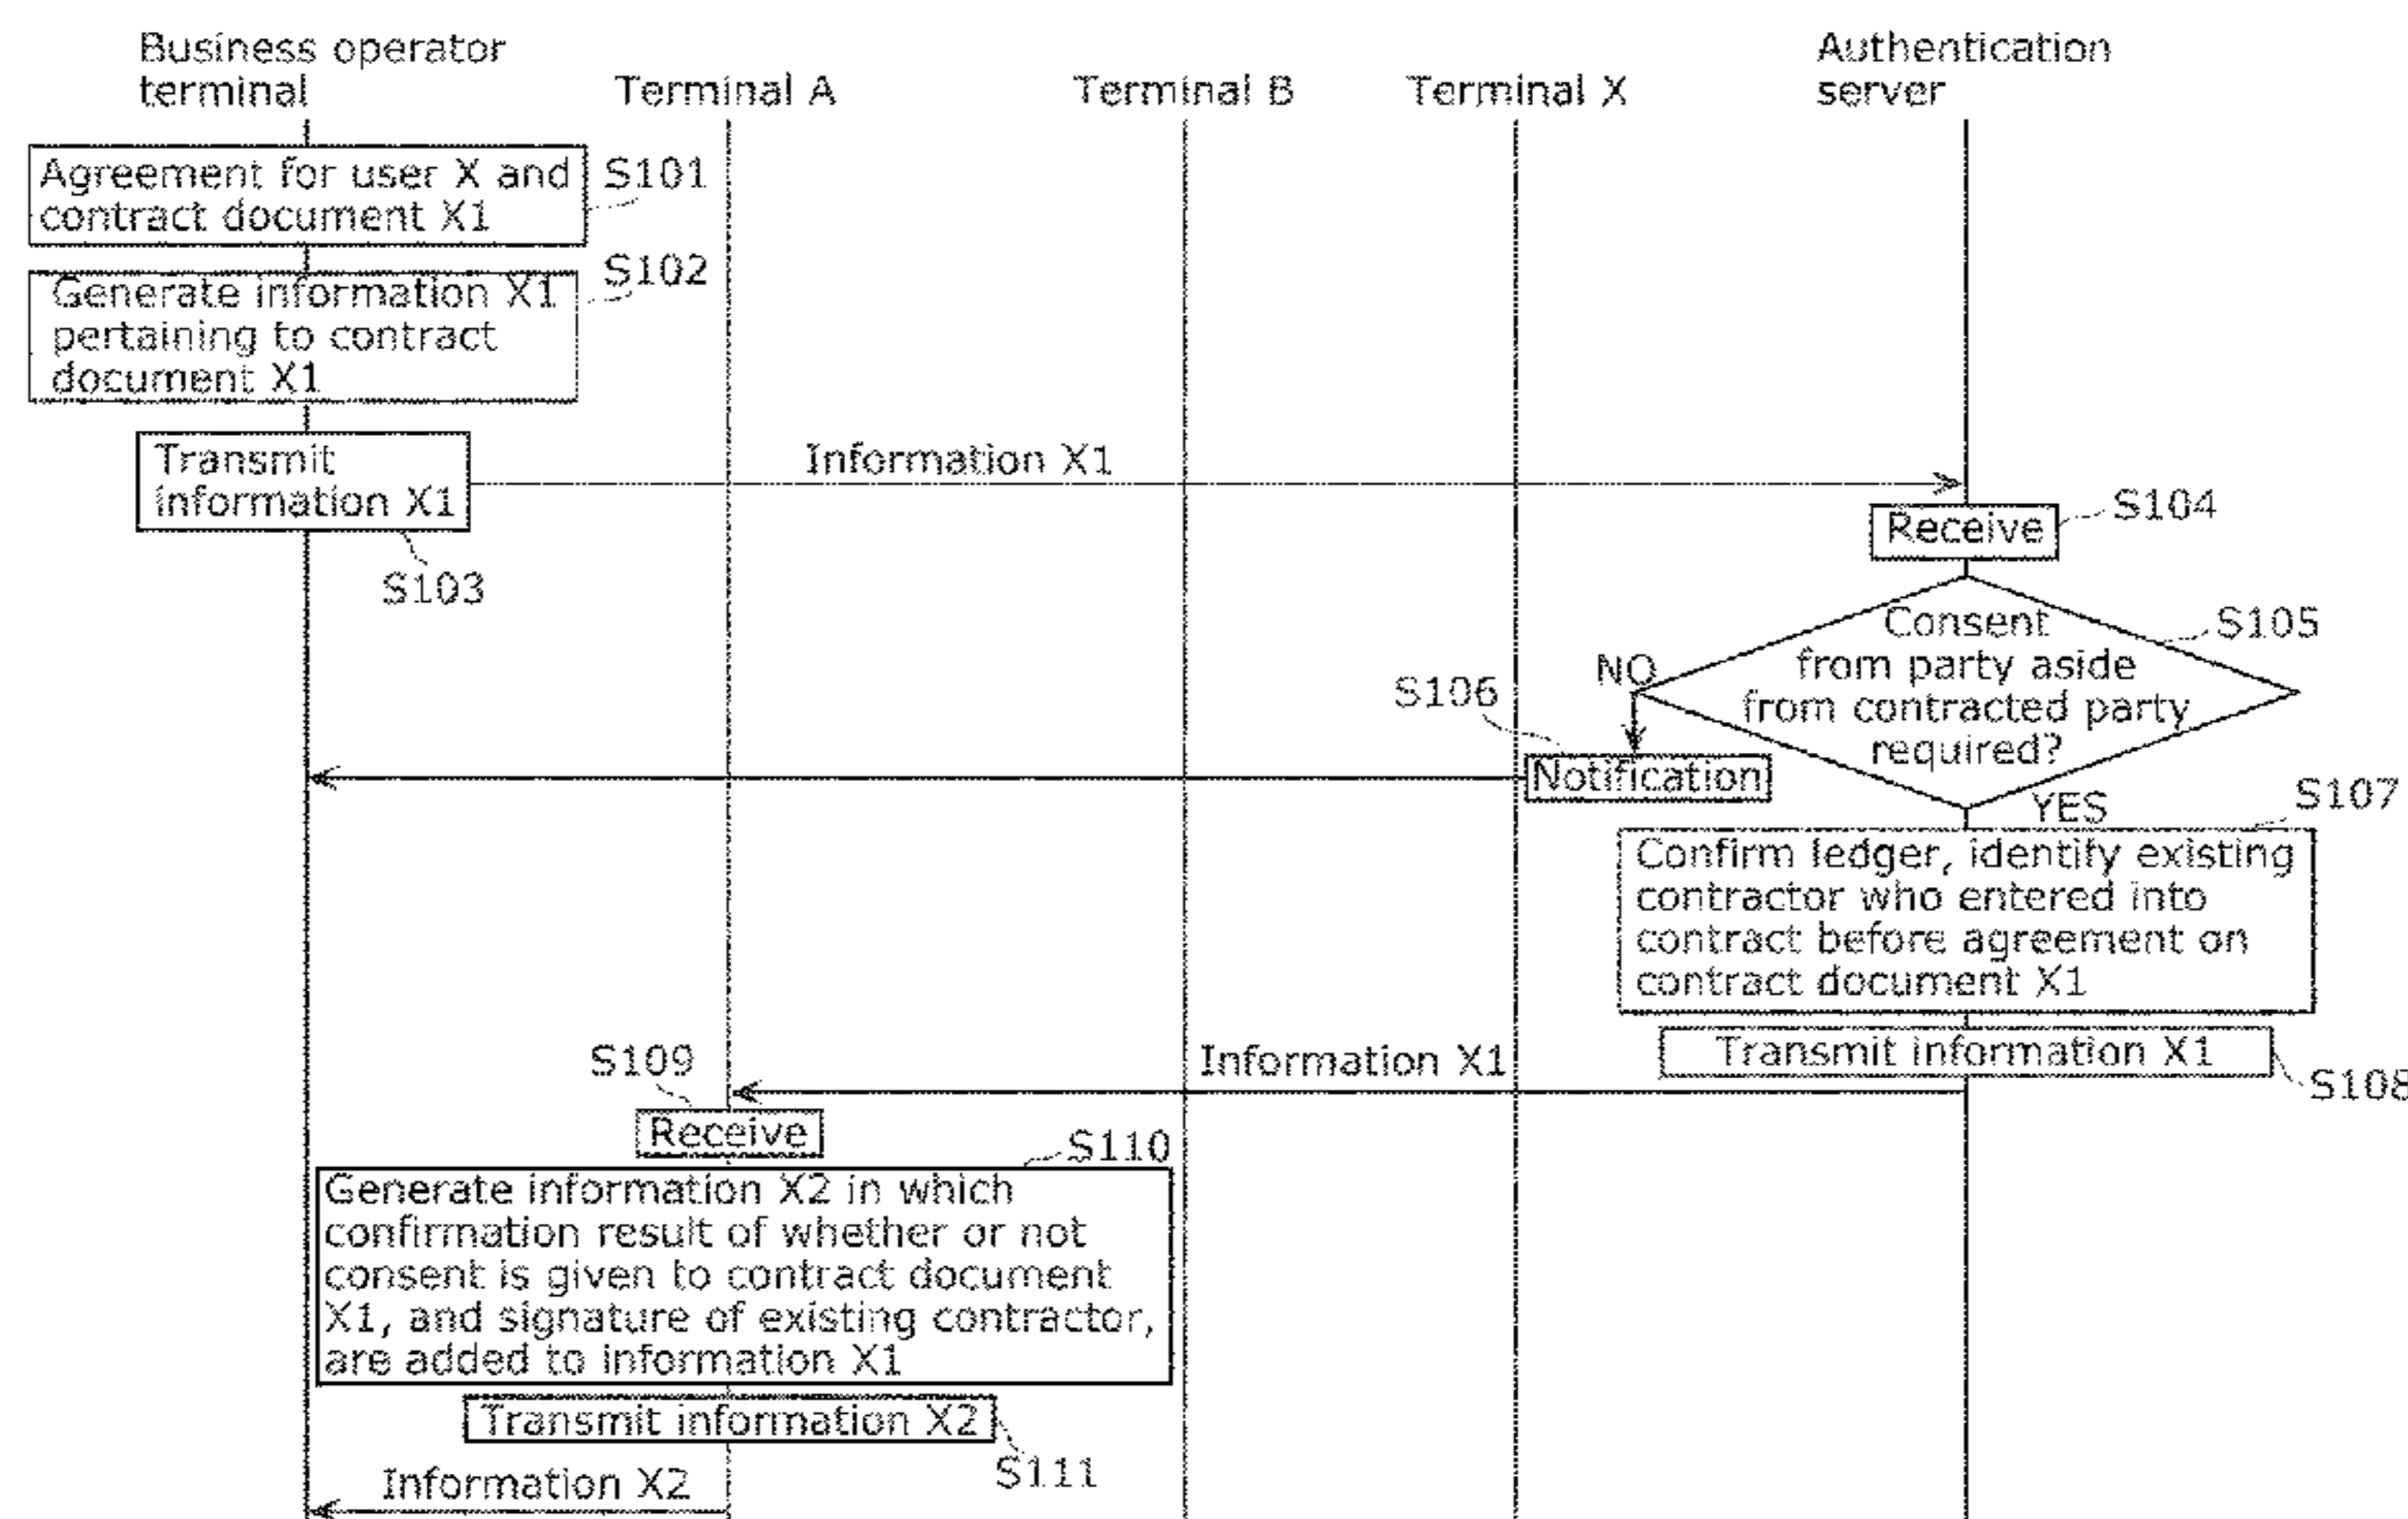 Business operator
terminal
Terminal A
Terminal B
Terminal X
Authentication
server
Agreement for user X and
contract document X1
S101
Generate information X1
pertaining to contract
document X1
S102
Transmit
information X1
S103
Information X1
Receive
S104
Consent
from party aside
from contracted party
required?
S105
NO
S106
Notification
YES
S107
Confirm ledger, identify existing
contractor who entered into
contract before agreement on
contract document X1
Transmit information X1
S108
Information X1
S109
Receive
S110
Generate information X2 in which
confirmation result of whether or not
consent is given to contract document
X1, and signature of existing contractor,
are added to information X1
Transmit information X2
S111
Information X2